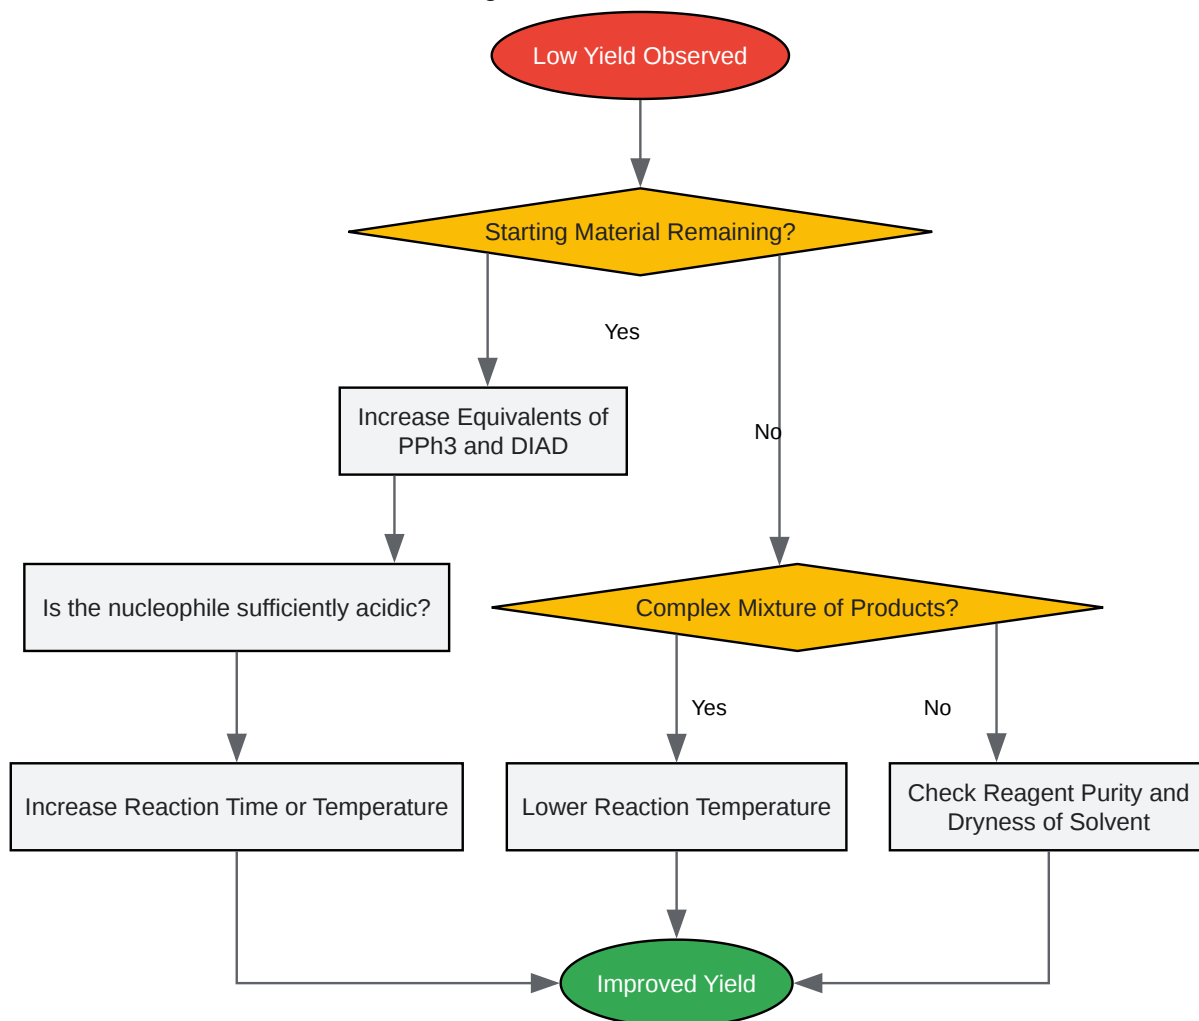 Low Yield Observed
Starting Material Remaining?
Yes
Increase Equivalents of
PPh3 and DIAD
No
Is the nucleophile sufficiently acidic?
Complex Mixture of Products?
Yes
No
Increase Reaction Time or Temperature
Lower Reaction Temperature
Check Reagent Purity and
Dryness of Solvent
Improved Yield